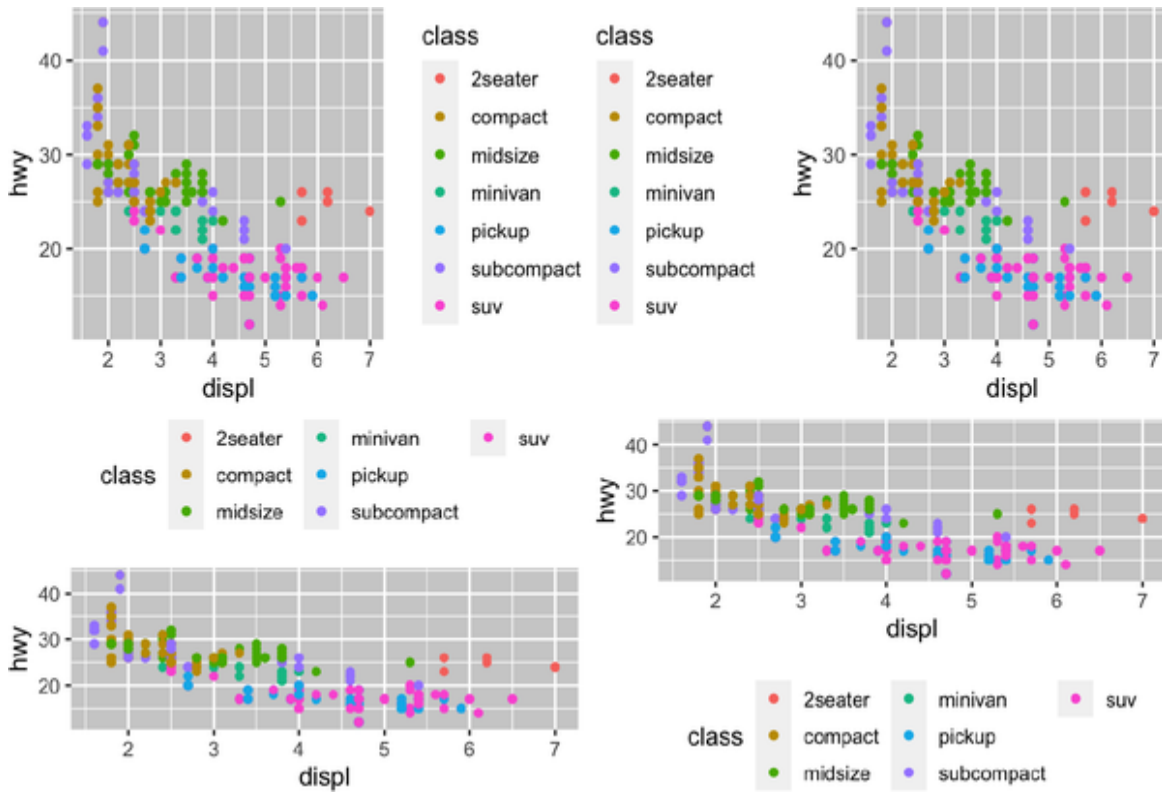 class
2seater
compact
midsize
minivan
pickup
subcompact
suv
40
30
20
hwy
2 3 4 5 6 7
displ
class
2seater
compact
midsize
minivan
pickup
subcompact
suv
40
30
20
hwy
2 3 4 5 6 7
displ
class
2seater
compact
midsize
minivan
pickup
subcompact
suv
40
30
20
hwy
2 3 4 5 6 7
displ
40
30
20
hwy
2 3 4 5 6 7
displ
class
2seater
compact
midsize
minivan
pickup
subcompact
suv